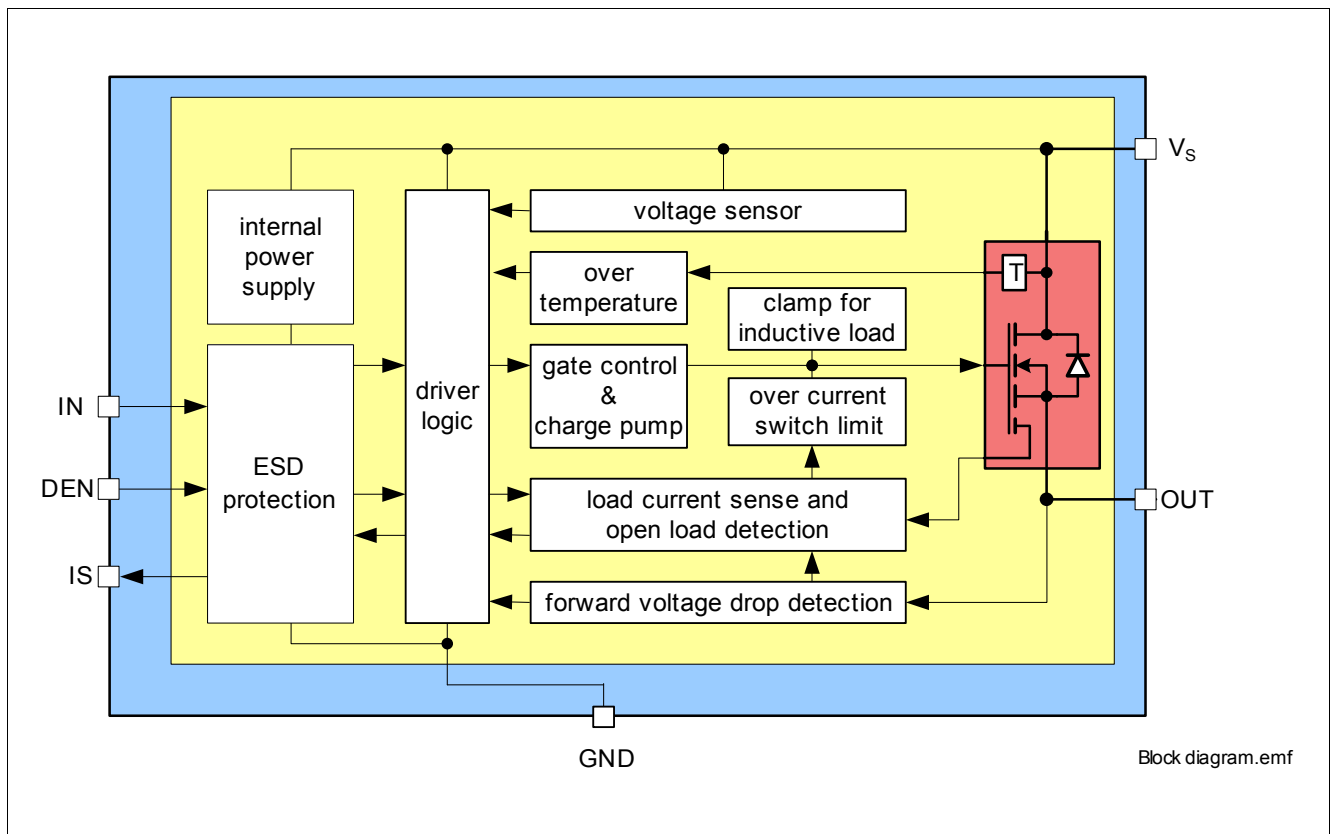 V_S
internal
power
supply
voltage sensor
over
temperature
T
clamp for
inductive load
gate control
&
charge pump
driver
logic
over current
switch limit
IN
DEN
IS
ESD
protection
load current sense and
open load detection
OUT
forward voltage drop detection
GND
Block diagram.emf